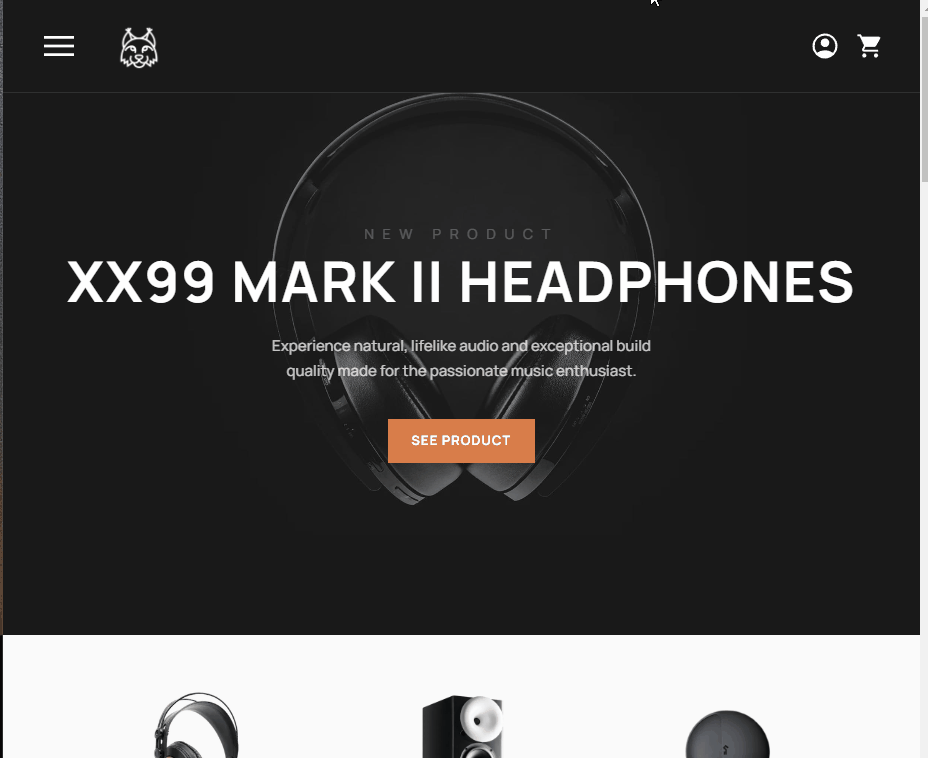 NEW PRODUCT
XX99 MARK II HEADPHONES
Experience natural, lifelike audio and exceptional build
quality made for the passionate music enthusiast.
SEE PRODUCT